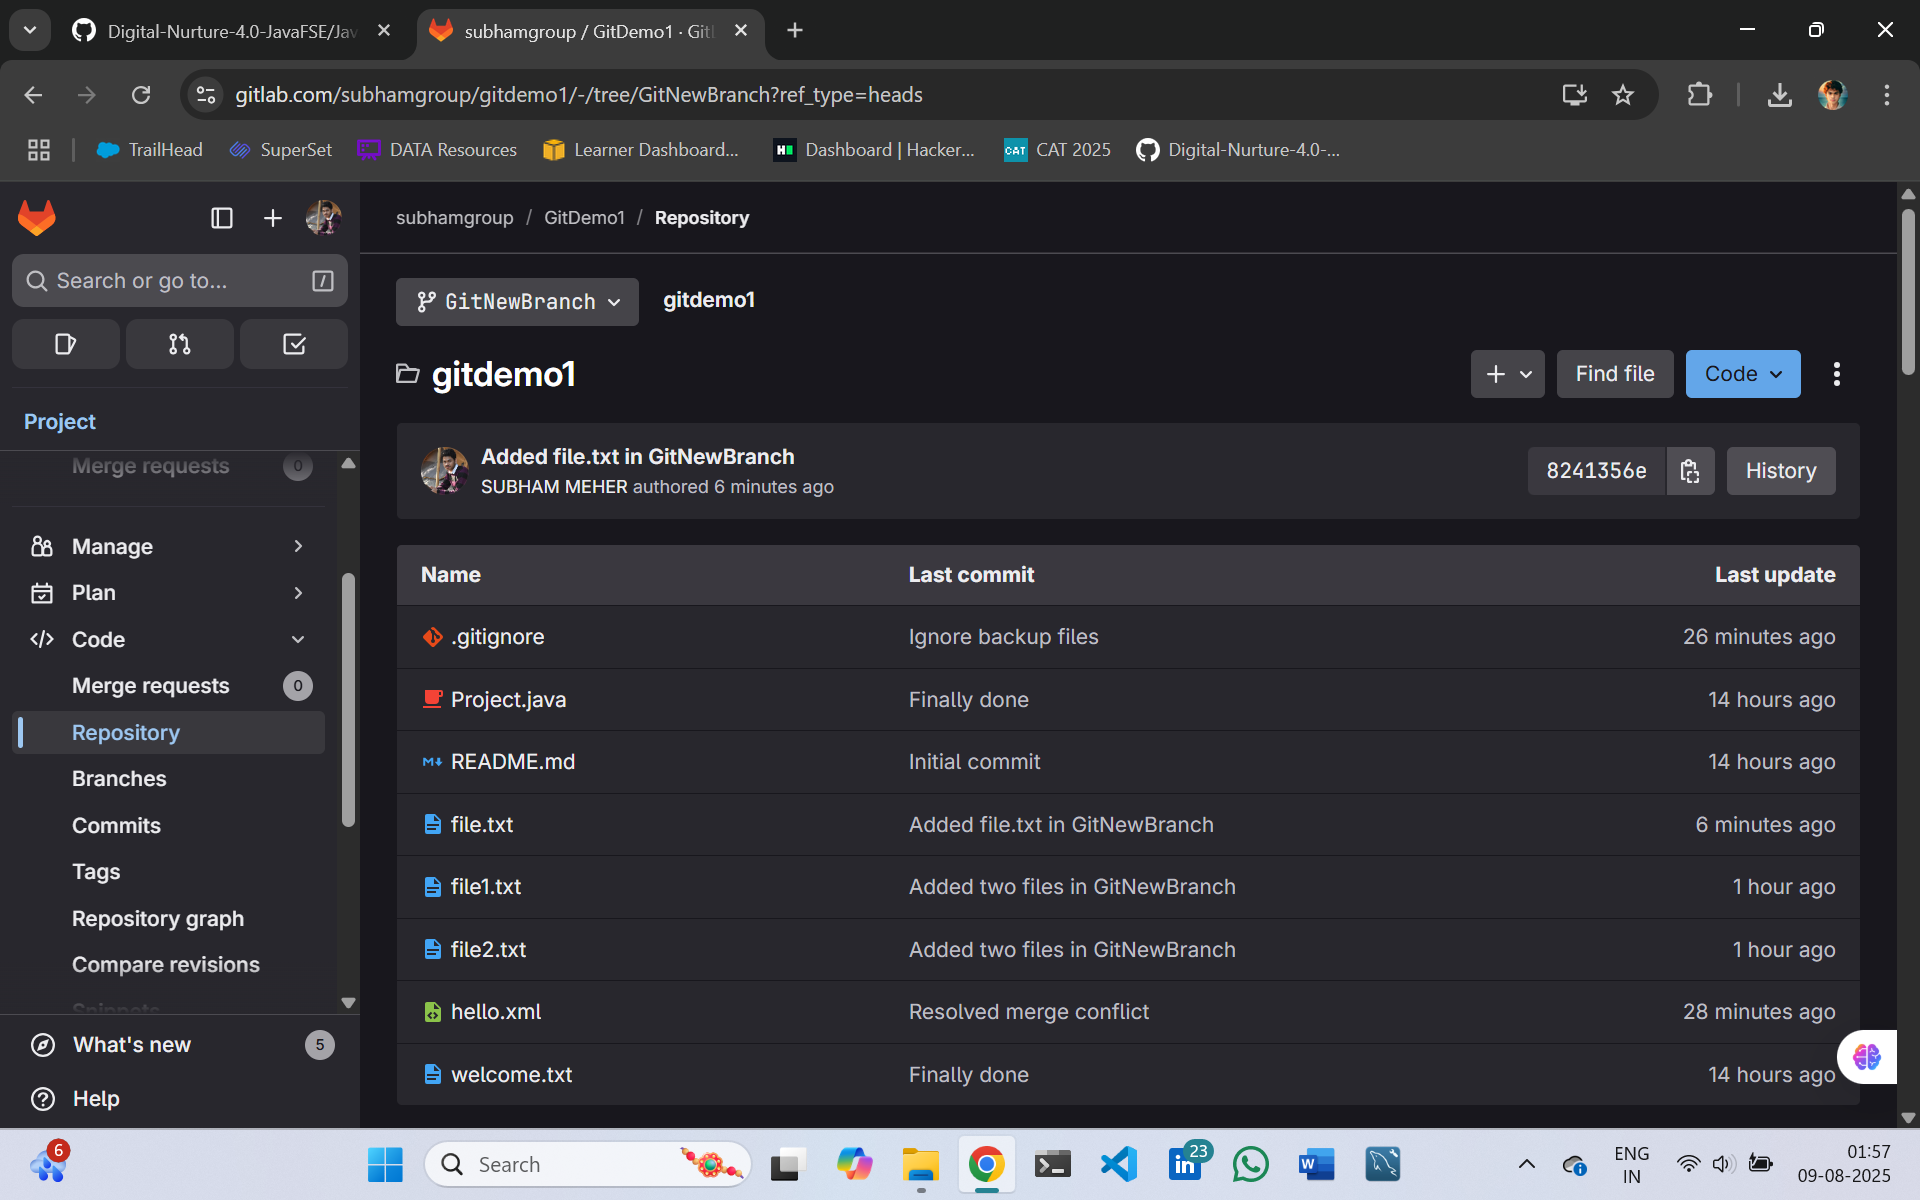 Digital-Nurture-4.0-JavaFSE/Jav
subhamgroup / GitDemo1 · GitL
gitlab.com/subhamgroup/gitdemo1/-/tree/GitNewBranch?ref_type=heads
TrailHead
SuperSet
DATA Resources
Learner Dashboard...
Dashboard | Hacker...
CAT
CAT 2025
Digital-Nurture-4.0-...
subhamgroup / GitDemo1 / Repository
Search or go to... /
GitNewBranch
gitdemo1
gitdemo1
Find file
Code
Project
Added file.txt in GitNewBranch
SUBHAM MEHER authored 6 minutes ago
8241356e
History
Merge requests 0
Manage
Plan
Code
Merge requests 0
Repository
Branches
Commits
Tags
Repository graph
Compare revisions
Snippets
What's new 5
Help
Name Last commit Last update
.gitignore Ignore backup files 26 minutes ago
Project.java Finally done 14 hours ago
README.md Initial commit 14 hours ago
file.txt Added file.txt in GitNewBranch 6 minutes ago
file1.txt Added two files in GitNewBranch 1 hour ago
file2.txt Added two files in GitNewBranch 1 hour ago
hello.xml Resolved merge conflict 28 minutes ago
welcome.txt Finally done 14 hours ago
6
Search
23
ENG
IN
01:57
09-08-2025